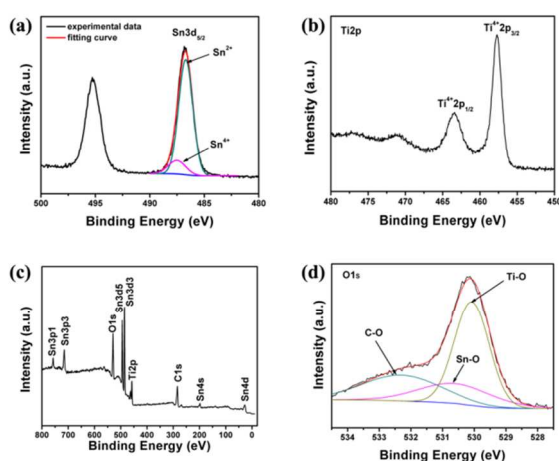 (a)
experimental data
fitting curve
Sn3d5/2
Sn2+
Sn4+
Intensity (a.u.)
500 495 490 485 480
Binding Energy (eV)
(b)
Ti2p
Ti4+2p3/2
Ti4+2p1/2
Intensity (a.u.)
480 475 470 465 460 455 450
Binding Energy (eV)
(c)
Sn3p1
Sn3p3
O1s
Sn3d5
Sn3d3
Ti2p
C1s
Sn4s
Sn4d
Intensity (a.u.)
800 700 600 500 400 300 200 100 0
Binding Energy (eV)
(d)
O1s
Ti-O
C-O
Sn-O
Intensity (a.u.)
534 533 532 531 530 529 528
Binding Energy (eV)